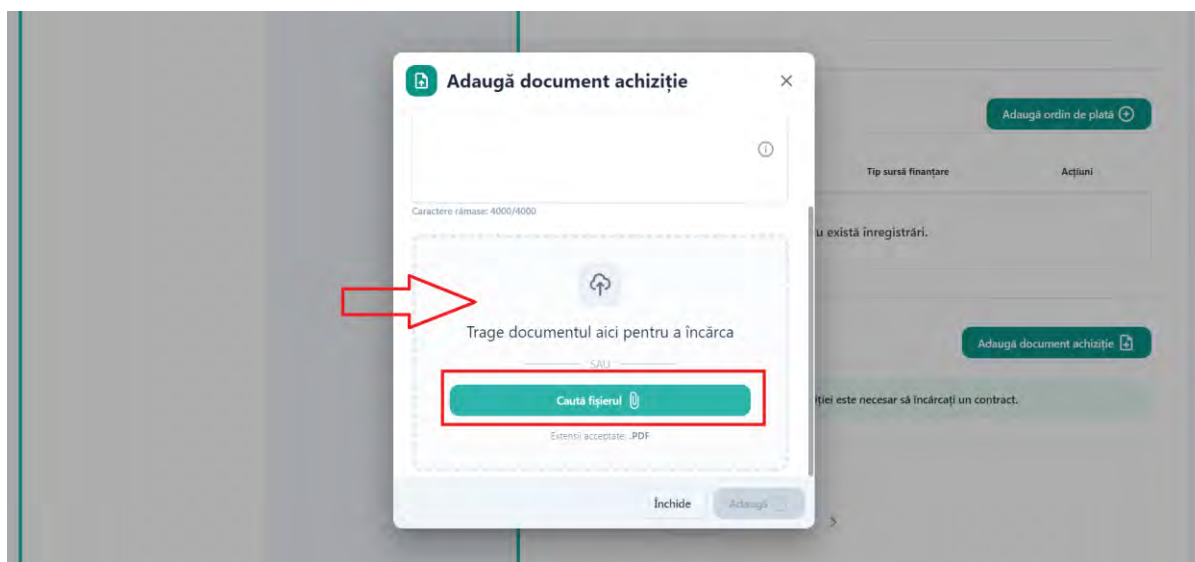 Adaugă document achiziție
Adaugă ordin de plată
Tip sursă finanțare
Acțiuni
Caractere rămase: 4000/4000
u există înregistrări.
Trage documentul aici pentru a încărca
SAU
Adaugă document achiziție
Caută fișierul
iției este necesar să încărcați un contract.
Extensii acceptate: .PDF
Închide
Adaugă